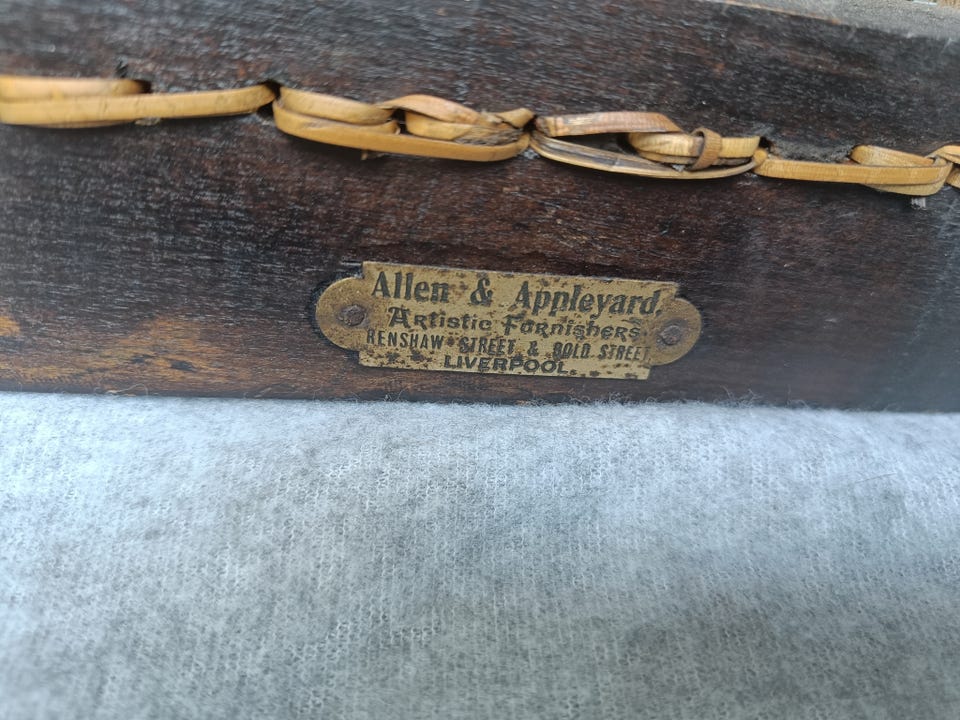 Allen & Appleyard.
Artistic Furnishers
RENSHAW STREET & BOLD STREET
LIVERPOOL